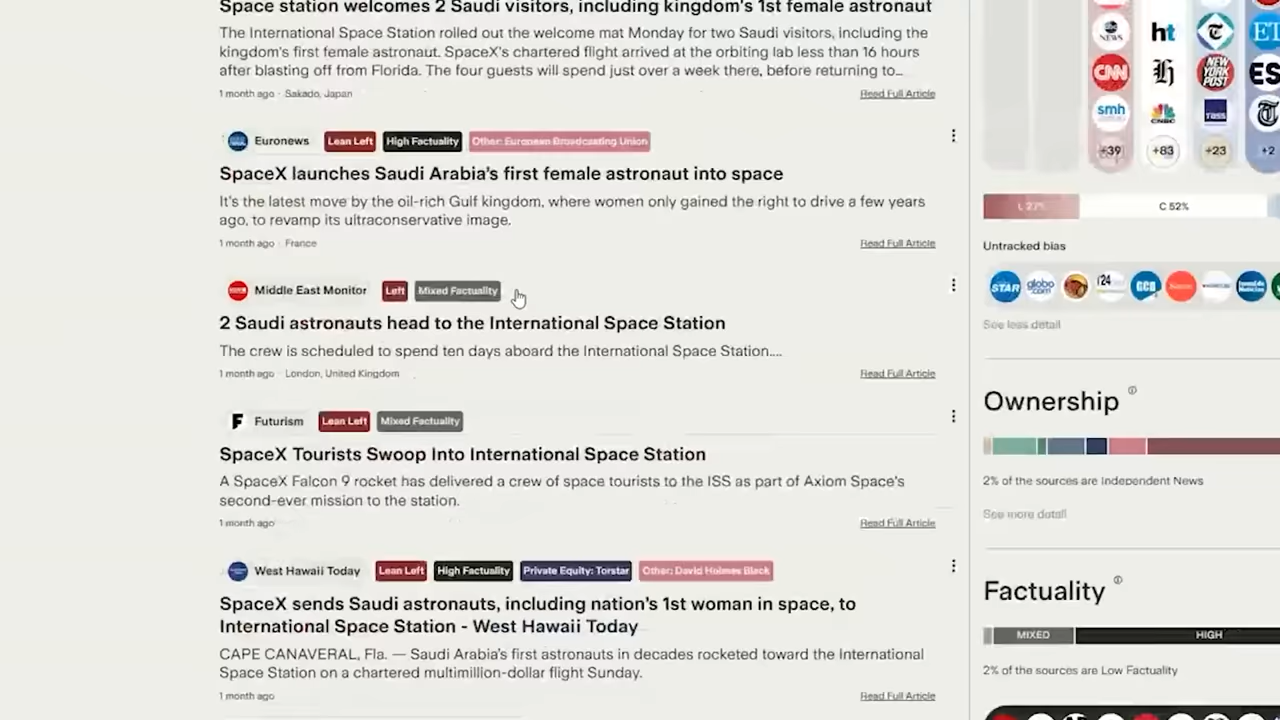 Space station welcomes 2 Saudi visitors, including kingdom's 1st female astronaut
The International Space Station rolled out the welcome mat Monday for two Saudi visitors, including the
kingdom's first female astronaut. SpaceX's chartered flight arrived at the orbiting lab less than 16 hours
after blasting off from Florida. The four guests will spend just over a week there, before returning to…
1 month ago · Sakado, Japan
Read Full Article
Euronews Lean Left High Factuality Other: European Broadcasting Union
SpaceX launches Saudi Arabia's first female astronaut into space
It's the latest move by the oil-rich Gulf kingdom, where women only gained the right to drive a few years
ago, to revamp its ultraconservative image.
1 month ago · France
Read Full Article
Middle East Monitor Left Mixed Factuality
2 Saudi astronauts head to the International Space Station
The crew is scheduled to spend ten days aboard the International Space Station....
1 month ago · London, United Kingdom
Read Full Article
F Futurism Lean Left Mixed Factuality
SpaceX Tourists Swoop Into International Space Station
A SpaceX Falcon 9 rocket has delivered a crew of space tourists to the ISS as part of Axiom Space's
second-ever mission to the station.
1 month ago
Read Full Article
West Hawaii Today Lean Left High Factuality Private Equity: Torstar Other: David Holmes Black
SpaceX sends Saudi astronauts, including nation's 1st woman in space, to
International Space Station - West Hawaii Today
CAPE CANAVERAL, Fla. — Saudi Arabia's first astronauts in decades rocketed toward the International
Space Station on a chartered multimillion-dollar flight Sunday.
1 month ago
Read Full Article
NEWS ht T ET
CNN h NEW YORK POST ES
smh CNBC TASS T
+39 +83 +23 +2
L 27% C 52%
Untracked bias
STAR globo i24
See less detail
Ownership
2% of the sources are Independent News
See more detail
Factuality
MIXED HIGH
2% of the sources are Low Factuality